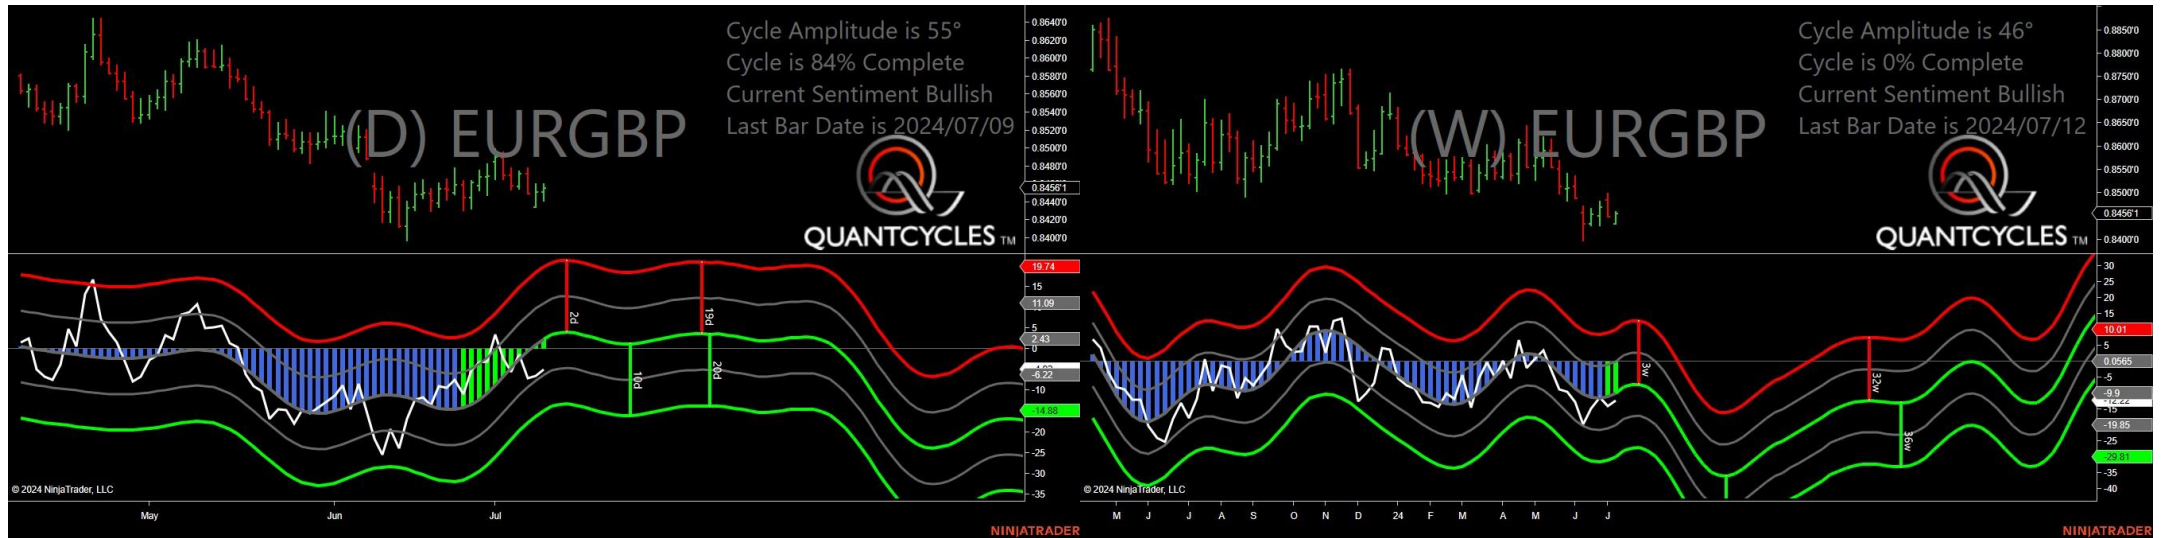 Cycle Amplitude is 55°
Cycle is 84% Complete
Current Sentiment Bullish
Last Bar Date is 2024/07/09
(D) EURGBP
QUANTCYCLES TM
0.8640'0
0.8620'0
0.8600'0
0.8580'0
0.8560'0
0.8540'0
0.8520'0
0.8500'0
0.8480'0
0.8456'1
0.8440'0
0.8420'0
0.8400'0
19.74
15
11.09
5
2.43
0
-6.22
-10
-14.88
-20
-25
-30
-35
2d
10d
19d
20d
© 2024 NinjaTrader, LLC
May
Jun
Jul
NINJATRADER
Cycle Amplitude is 46°
Cycle is 0% Complete
Current Sentiment Bullish
Last Bar Date is 2024/07/12
(W) EURGBP
QUANTCYCLES TM
0.8850'0
0.8800'0
0.8750'0
0.8700'0
0.8650'0
0.8600'0
0.8550'0
0.8500'0
0.8456'1
0.8400'0
30
25
20
15
10.01
5
0.0565
-5
-9.9
-12.22
-15
-19.85
-25
-29.81
-35
-40
3w
32w
36w
© 2024 NinjaTrader, LLC
M
J
J
A
S
O
N
D
24
F
M
A
M
J
J
NINJATRADER